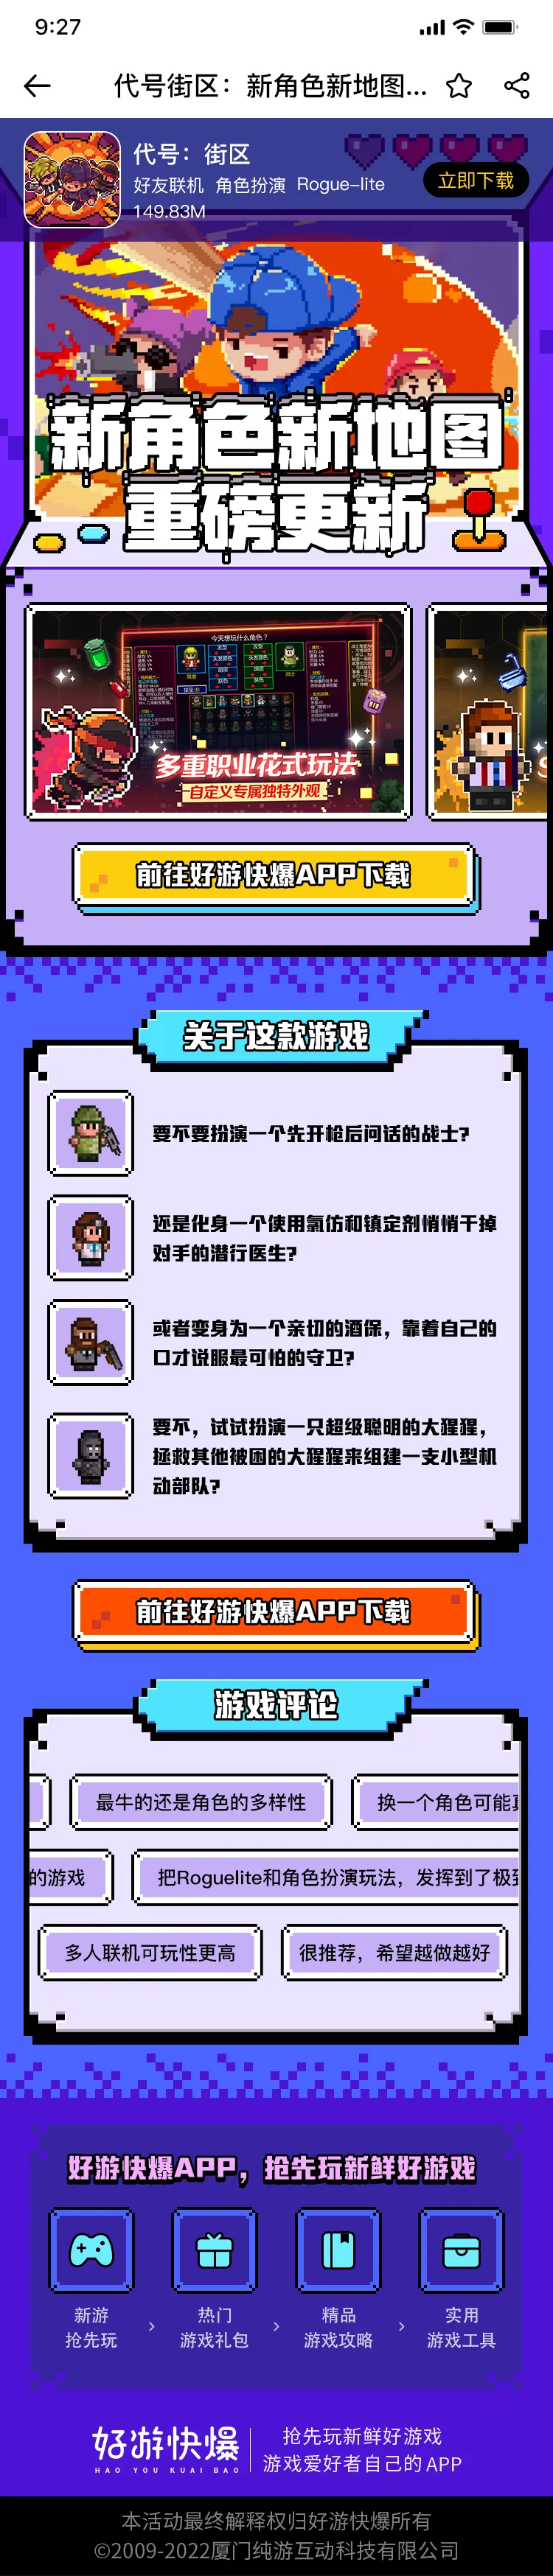 9:27
代号街区：新角色新地图...
代号：街区
好友联机 角色扮演 Rogue-lite
149.83M
立即下载
新角色新地图
重磅更新
今天想玩什么角色？
多重职业花式玩法
自定义专属独特外观
前往好游快爆APP下载
关于这款游戏
要不要扮演一个先开枪后问话的战士?
还是化身一个使用氯仿和镇定剂悄悄干掉
对手的潜行医生?
或者变身为一个亲切的酒保，靠着自己的
口才说服最可怕的守卫?
要不，试试扮演一只超级聪明的大猩猩，
拯救其他被困的大猩猩来组建一支小型机
动部队?
前往好游快爆APP下载
游戏评论
最牛的还是角色的多样性
换一个角色可能
的游戏
把Roguelite和角色扮演玩法，发挥到了极
多人联机可玩性更高
很推荐，希望越做越好
好游快爆APP，抢先玩新鲜好游戏
新游
抢先玩
热门
游戏礼包
精品
游戏攻略
实用
游戏工具
好游快爆
HAO YOU KUAI BAO
抢先玩新鲜好游戏
游戏爱好者自己的APP
本活动最终解释权归好游快爆所有
©2009-2022厦门纯游互动科技有限公司